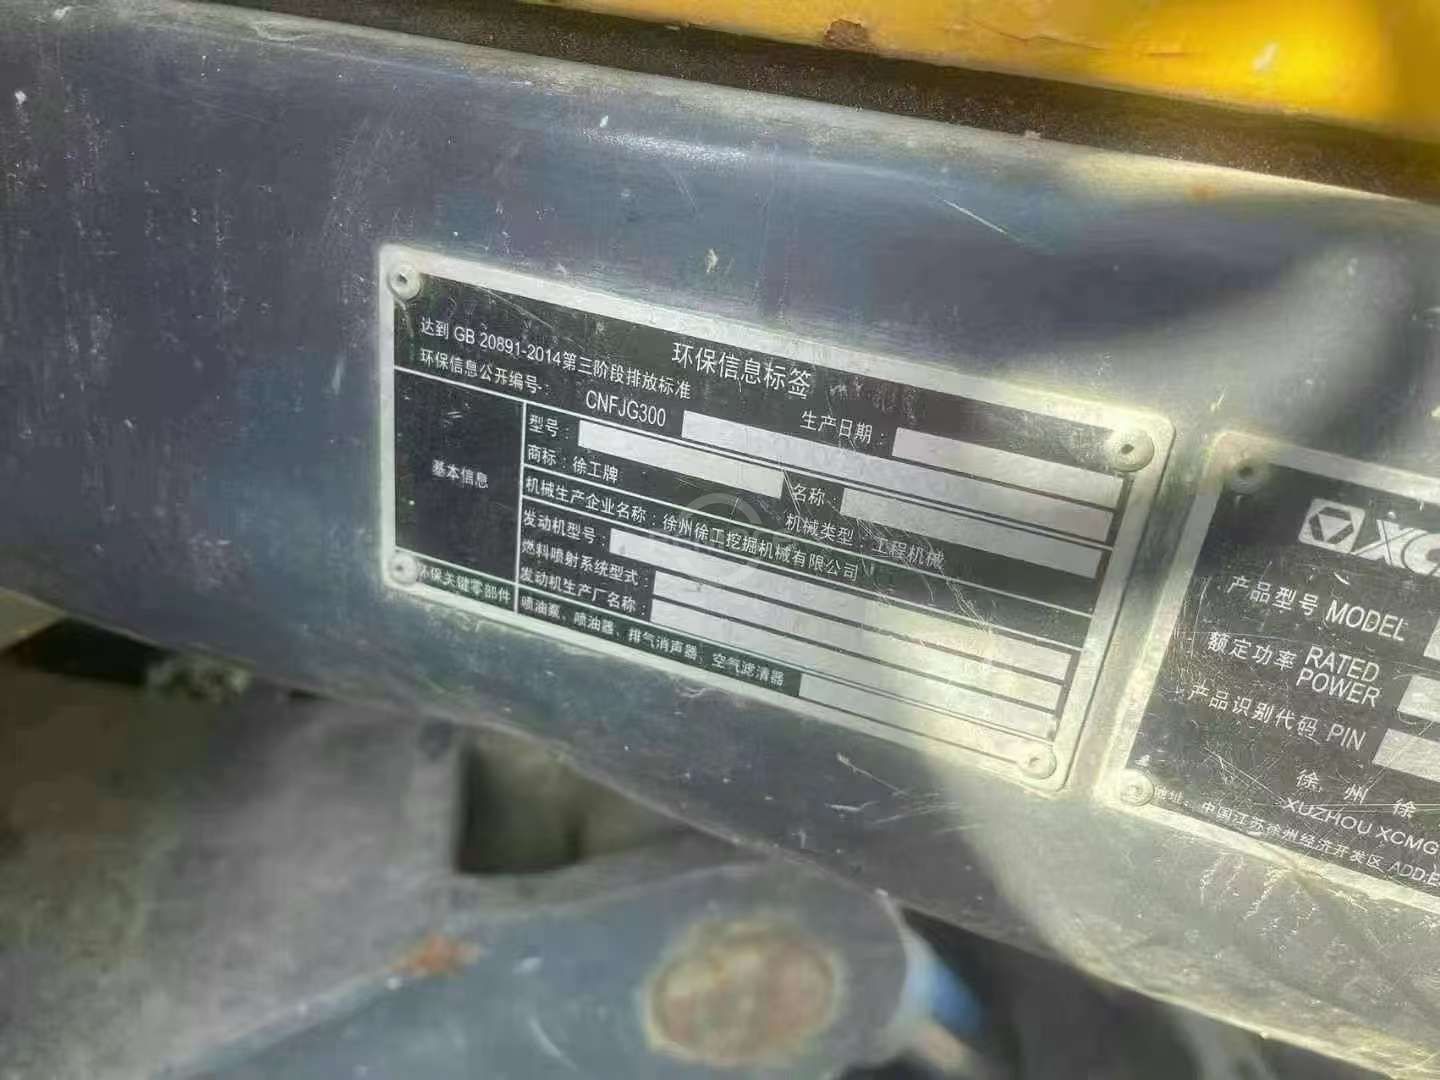 环保信息标签
达到 GB 20891-2014第三阶段排放标准
环保信息公开编号: CNFJG300 生产日期:
基本信息
型号: 名称:
商标: 徐工牌 机械类型: 工程机械
机械生产企业名称: 徐州徐工挖掘机械有限公司
发动机型号:
燃料喷射系统型式:
发动机生产厂名称:
环保关键零部件 喷油泵、喷油器、排气消声器、空气滤清器
产品型号 MODEL
额定功率 RATED POWER
产品识别代码 PIN
徐 州 徐
XUZHOU XCMG
地址: 中国江苏徐州经济开发区 ADD: